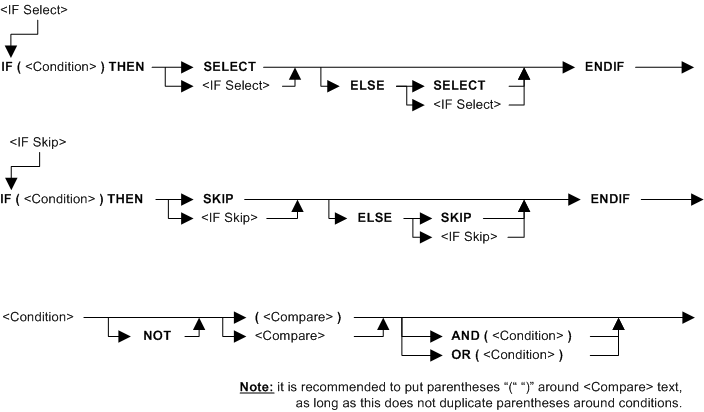 <IF Select>
IF ( <Condition> ) THEN SELECT ENDIF
<IF Select> ELSE SELECT
<IF Select>
<IF Skip>
IF ( <Condition> ) THEN SKIP ENDIF
<IF Skip> ELSE SKIP
<IF Skip>
<Condition> ( <Compare> )
NOT <Compare> AND ( <Condition> )
OR ( <Condition> )
Note: it is recommended to put parentheses “(“ “)” around <Compare> text,
as long as this does not duplicate parentheses around conditions.